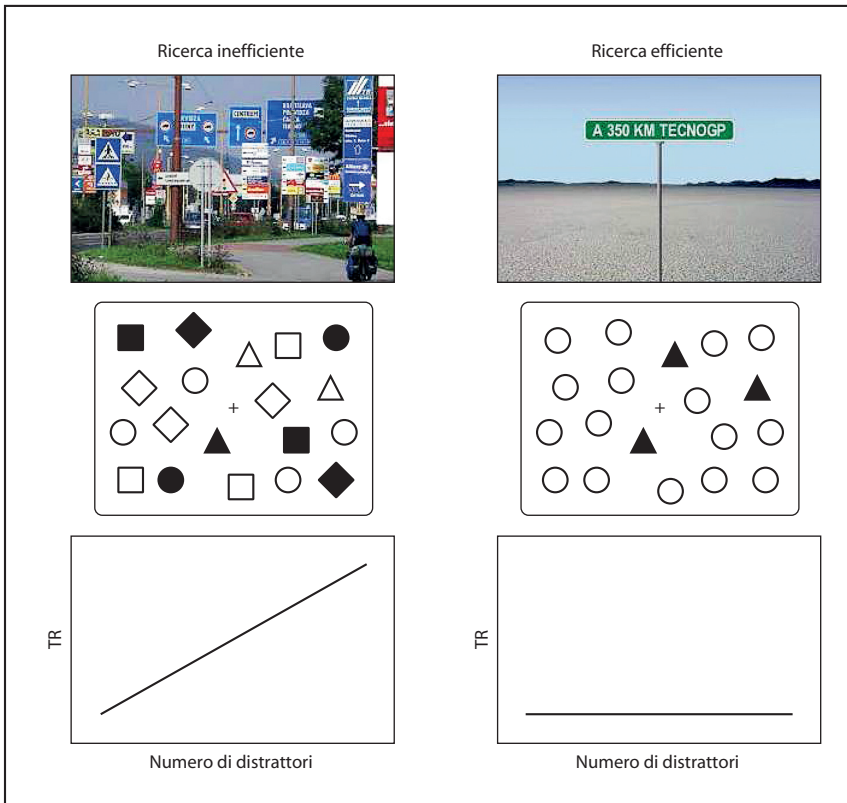 Ricerca inefficiente
Ricerca efficiente
CENTRUM
A 350 KM TECNOGP
TR
Numero di distrattori
TR
Numero di distrattori